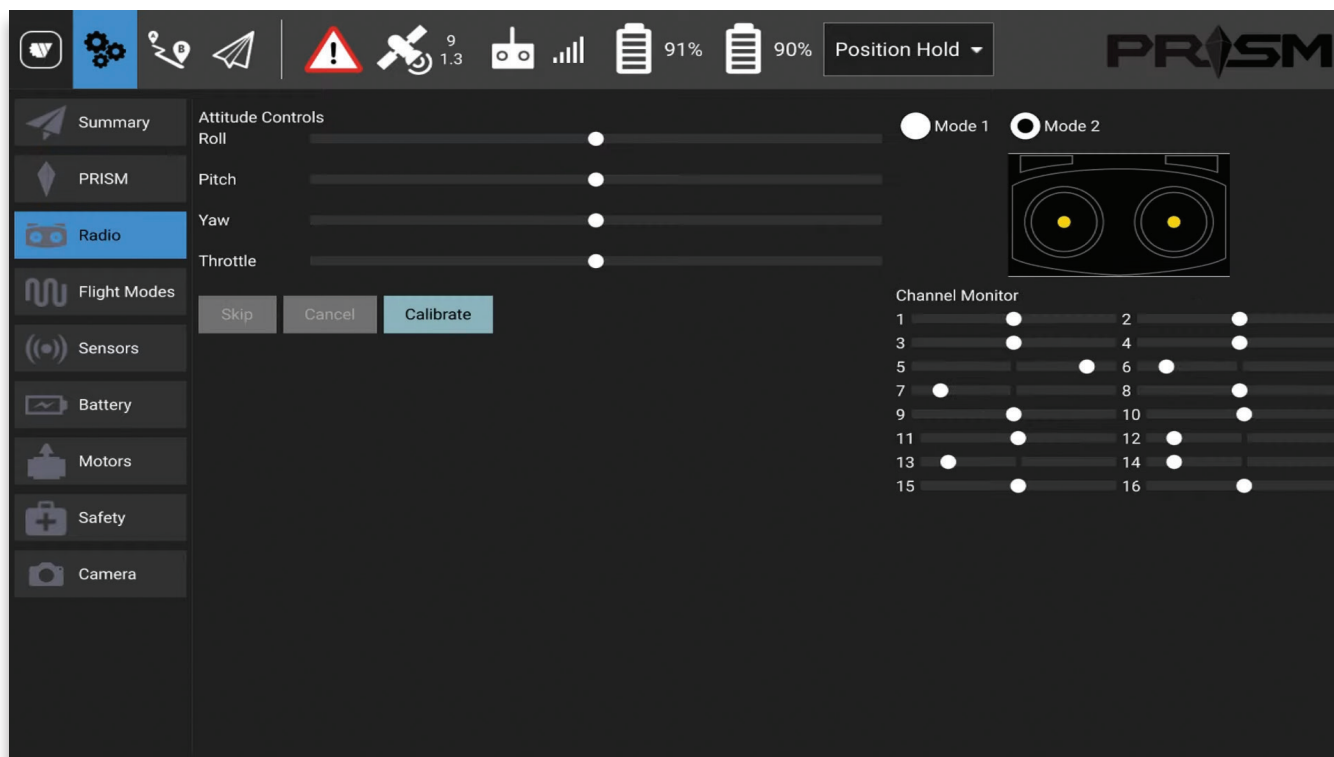 9
1.3
91%
90%
Position Hold
PRISM
B
Summary
PRISM
Radio
Flight Modes
Sensors
Battery
Motors
Safety
Camera
Attitude Controls
Roll
Pitch
Yaw
Throttle
Skip Cancel Calibrate
Mode 1 Mode 2
Channel Monitor
1 2
3 4
5 6
7 8
9 10
11 12
13 14
15 16